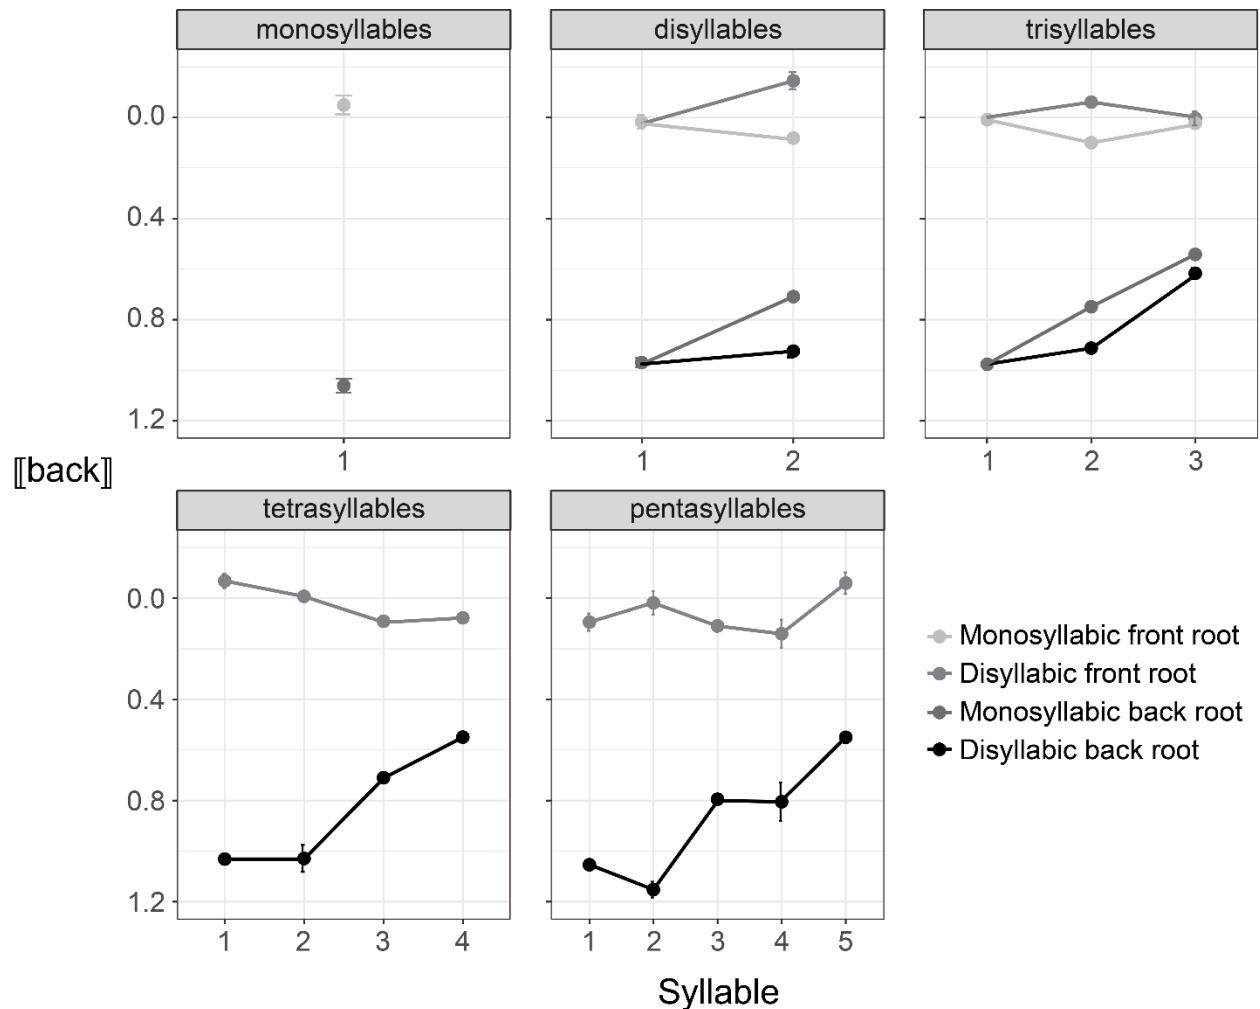 monosyllables
disyllables
trisyllables
0.0
0.4
0.8
1.2
1
1 2
1 2 3
[[back]]
tetrasyllables
pentasyllables
0.0
0.4
0.8
1.2
1 2 3 4
1 2 3 4 5
Monosyllabic front root
Disyllabic front root
Monosyllabic back root
Disyllabic back root
Syllable